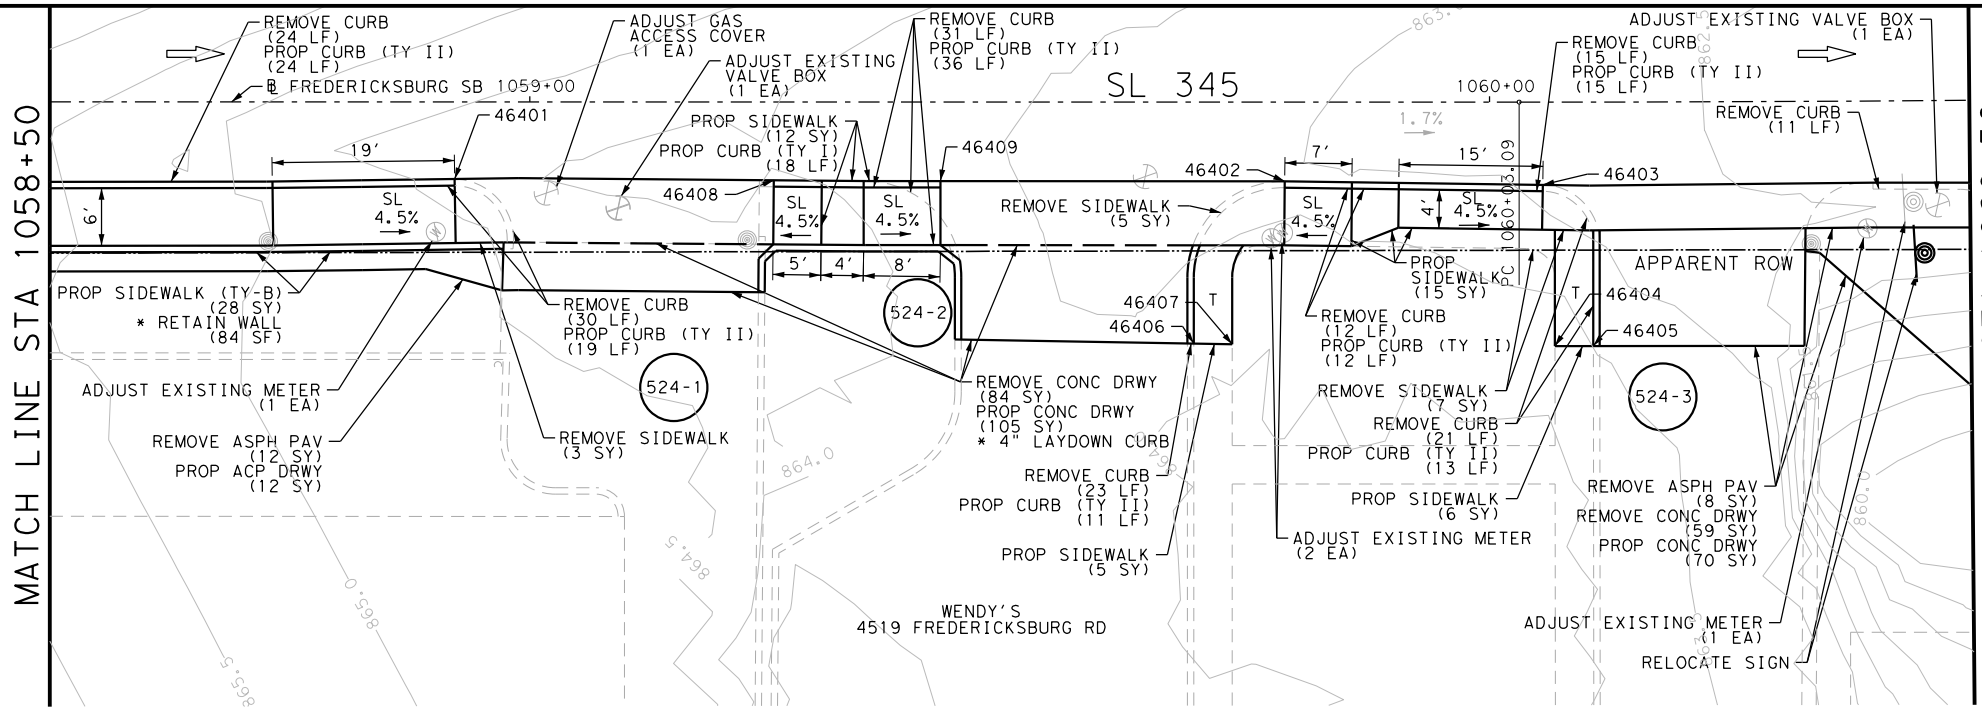 MATCH LINE STA 1058+50
REMOVE CURB
(24 LF)
PROP CURB (TY II)
(24 LF)
FREDERICKSBURG SB 1059+00
ADJUST GAS
ACCESS COVER
(1 EA)
ADJUST EXISTING
VALVE BOX
(1 EA)
REMOVE CURB
(31 LF)
PROP CURB (TY II)
(36 LF)
SL 345
863.0
1060+00
1.7%
PC 1060+03.09
862.5
ADJUST EXISTING VALVE BOX
(1 EA)
REMOVE CURB
(15 LF)
PROP CURB (TY II)
(15 LF)
REMOVE CURB
(11 LF)
46401
PROP SIDEWALK
(12 SY)
PROP CURB (TY I)
(18 LF)
46409
46408
46402
46403
19'
7'
15'
6'
SL
4.5%
SL
4.5%
SL
4.5%
SL
4.5%
4'
SL
4.5%
REMOVE SIDEWALK
(5 SY)
5'
4'
8'
PROP SIDEWALK (TY-B)
(28 SY)
* RETAIN WALL
(84 SF)
REMOVE CURB
(30 LF)
PROP CURB (TY II)
(19 LF)
524-2
46407
T
46406
PROP
SIDEWALK
(15 SY)
REMOVE CURB
(12 LF)
PROP CURB (TY II)
(12 LF)
APPARENT ROW
T
46404
46405
ADJUST EXISTING METER
(1 EA)
524-1
REMOVE CONC DRWY
(84 SY)
PROP CONC DRWY
(105 SY)
* 4" LAYDOWN CURB
REMOVE SIDEWALK
(7 SY)
524-3
REMOVE ASPH PAV
(12 SY)
PROP ACP DRWY
(12 SY)
REMOVE SIDEWALK
(3 SY)
864.0
REMOVE CURB
(21 LF)
PROP CURB (TY II)
(13 LF)
REMOVE CURB
(23 LF)
PROP CURB (TY II)
(11 LF)
PROP SIDEWALK
(6 SY)
REMOVE ASPH PAV
(8 SY)
REMOVE CONC DRWY
(59 SY)
PROP CONC DRWY
(70 SY)
860.0
PROP SIDEWALK
(5 SY)
ADJUST EXISTING METER
(2 EA)
864.5
865.0
865.5
WENDY'S
4519 FREDERICKSBURG RD
ADJUST EXISTING METER
(1 EA)
RELOCATE SIGN